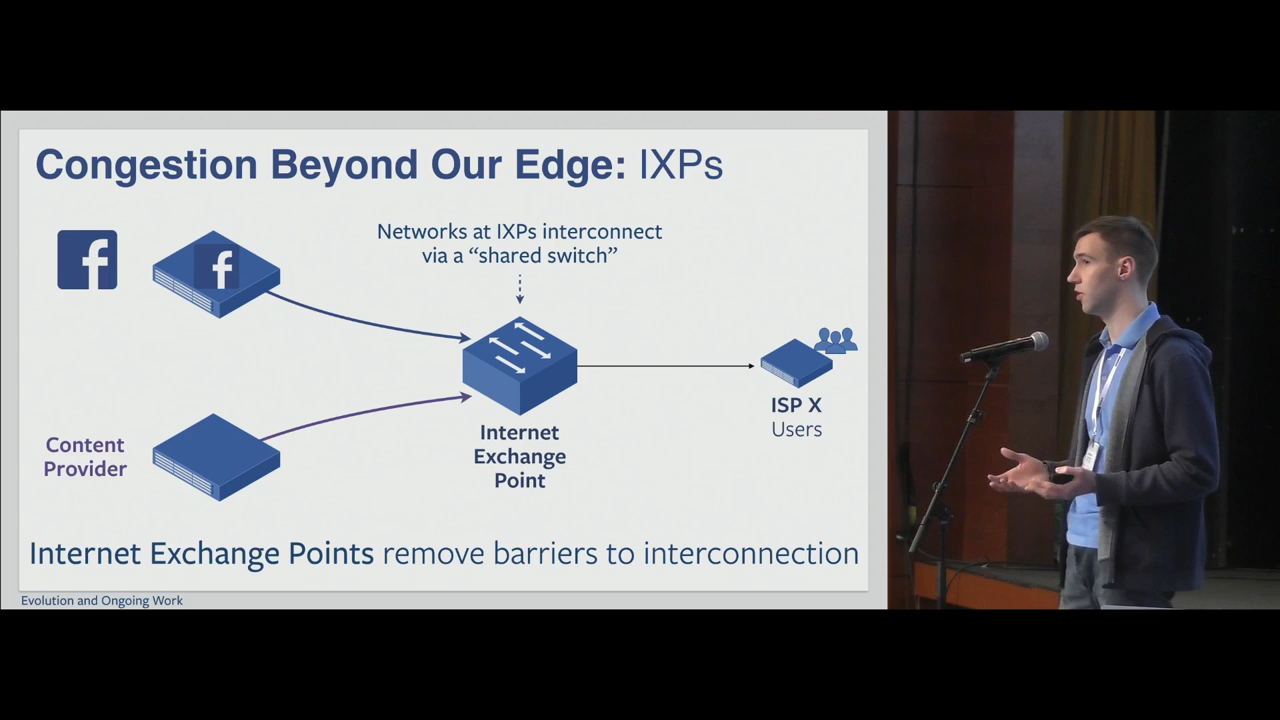 Congestion Beyond Our Edge: IXPs
f
f
Networks at IXPs interconnect
via a “shared switch”
Content
Provider
Internet
Exchange
Point
ISP X
Users
Internet Exchange Points remove barriers to interconnection
Evolution and Ongoing Work